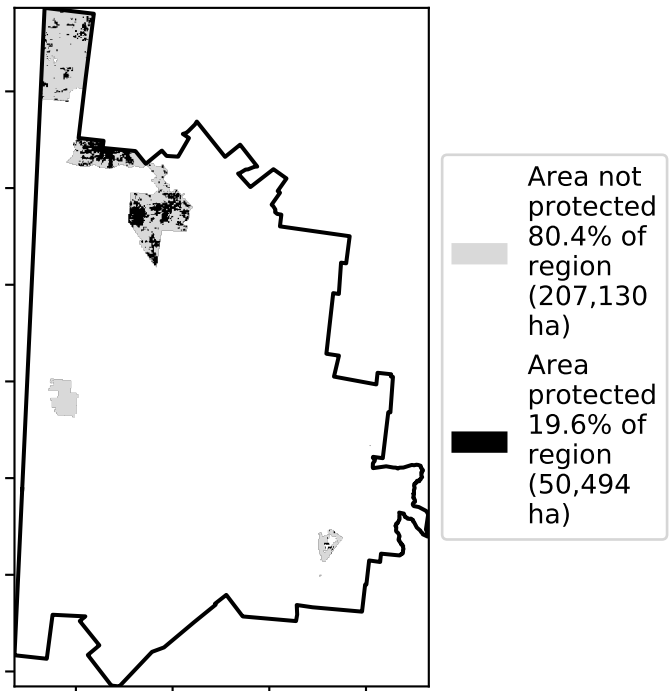 Area not
protected
80.4% of
region
(207,130
ha)
Area
protected
19.6% of
region
(50,494
ha)